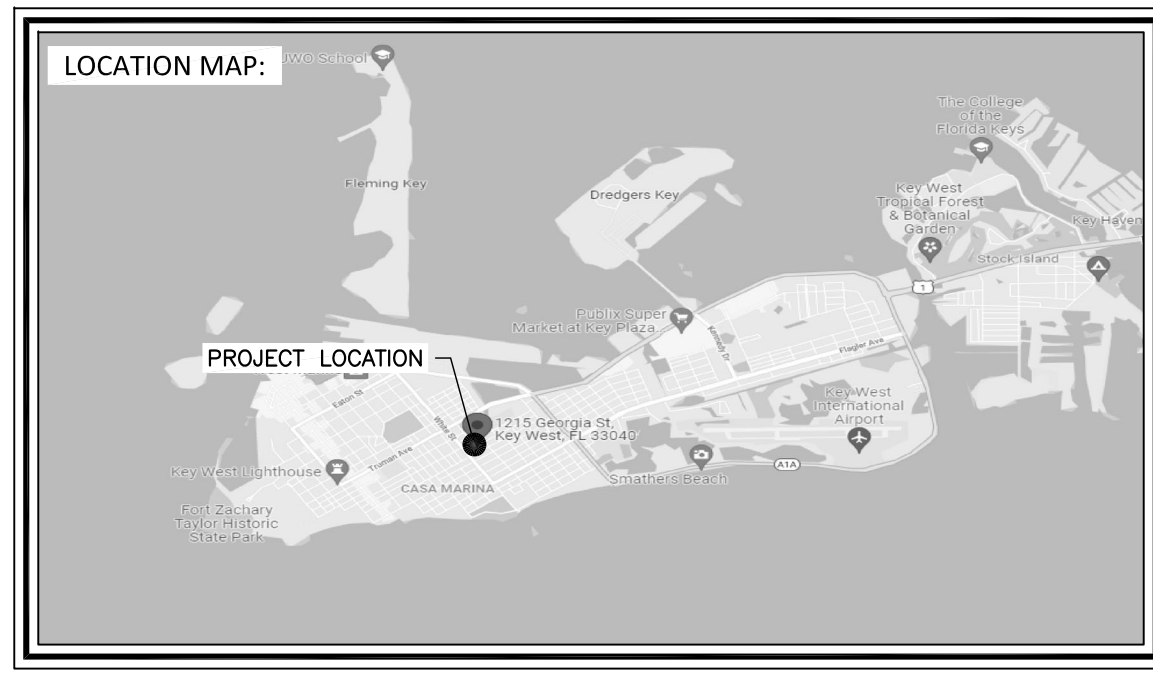 LOCATION MAP:
JWO School
The College
of the
Florida Keys
Fleming Key
Dredgers Key
Key West
Tropical Forest
& Botanical
Garden
Key Haven
Stock Island
1
Publix Super
Market at Key Plaza...
Kennedy Dr
Flagler Ave
PROJECT LOCATION
Eaton St
White St
1215 Georgia St,
Key West, FL 33040
Key West
International
Airport
Truman Ave
Key West Lighthouse
CASA MARINA
Smathers Beach
A1A
Fort Zachary
Taylor Historic
State Park